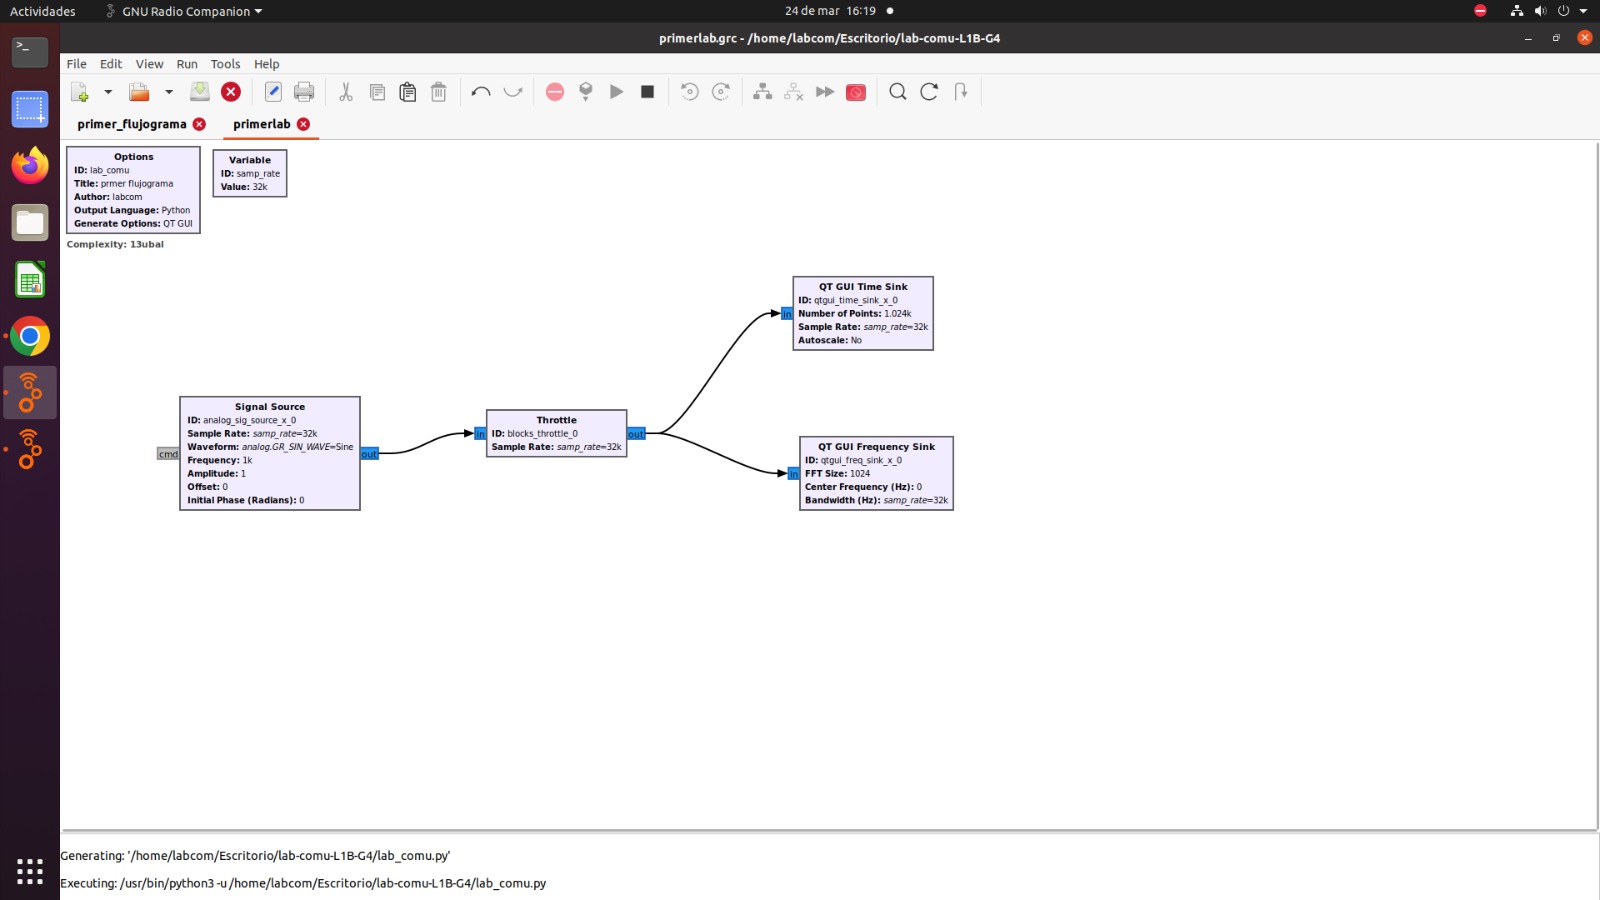 Actividades
GNU Radio Companion
24 de mar 16:19
primerlab.grc - /home/labcom/Escritorio/lab-comu-L1B-G4
File Edit View Run Tools Help
primer_flujograma
primerlab
Options
ID: lab_comu
Title: prmer flujograma
Author: labcom
Output Language: Python
Generate Options: QT GUI
Variable
ID: samp_rate
Value: 32k
Complexity: 13ubal
QT GUI Time Sink
ID: qtgui_time_sink_x_0
Number of Points: 1.024k
Sample Rate: samp_rate=32k
Autoscale: No
in
Signal Source
ID: analog_sig_source_x_0
Sample Rate: samp_rate=32k
Waveform: analog.GR_SIN_WAVE=Sine
Frequency: 1k
Amplitude: 1
Offset: 0
Initial Phase (Radians): 0
cmd
out
Throttle
ID: blocks_throttle_0
Sample Rate: samp_rate=32k
in
out
QT GUI Frequency Sink
ID: qtgui_freq_sink_x_0
FFT Size: 1024
Center Frequency (Hz): 0
Bandwidth (Hz): samp_rate=32k
in
Generating: '/home/labcom/Escritorio/lab-comu-L1B-G4/lab_comu.py'
Executing: /usr/bin/python3 -u /home/labcom/Escritorio/lab-comu-L1B-G4/lab_comu.py